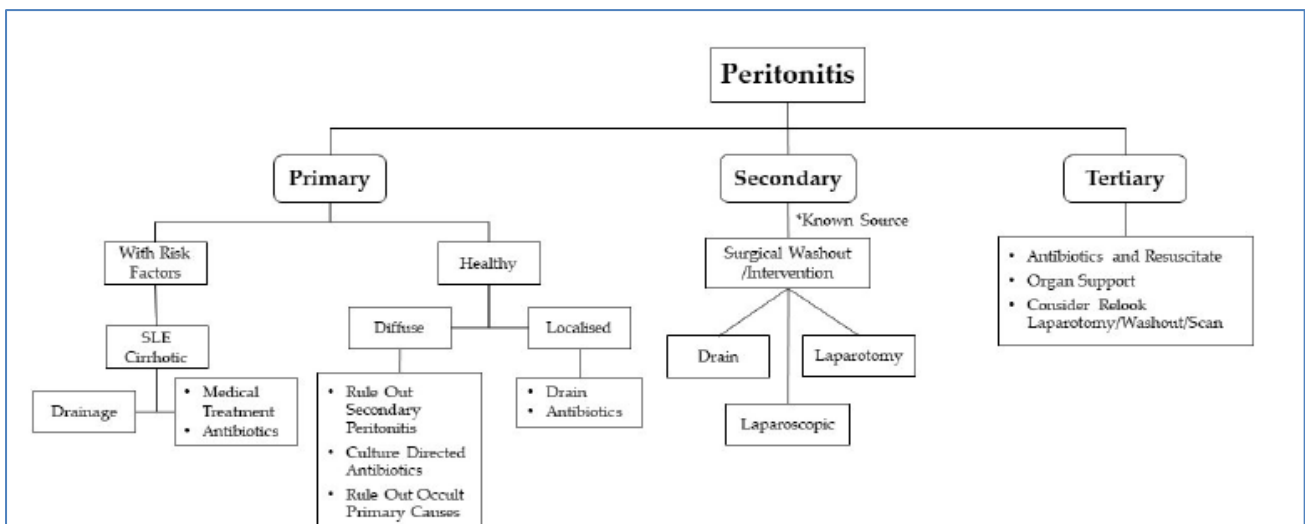 Peritonitis
Primary
Secondary
Tertiary
*Known Source
With Risk
Factors
Healthy
Surgical Washout
/Intervention
• Antibiotics and Resuscitate
• Organ Support
• Consider Relook
Laparotomy/Washout/Scan
SLE
Cirrhotic
Diffuse
Localised
Drain
Laparotomy
Laparoscopic
Drainage
• Medical
Treatment
• Antibiotics
• Rule Out
Secondary
Peritonitis
• Culture Directed
Antibiotics
• Rule Out Occult
Primary Causes
• Drain
• Antibiotics